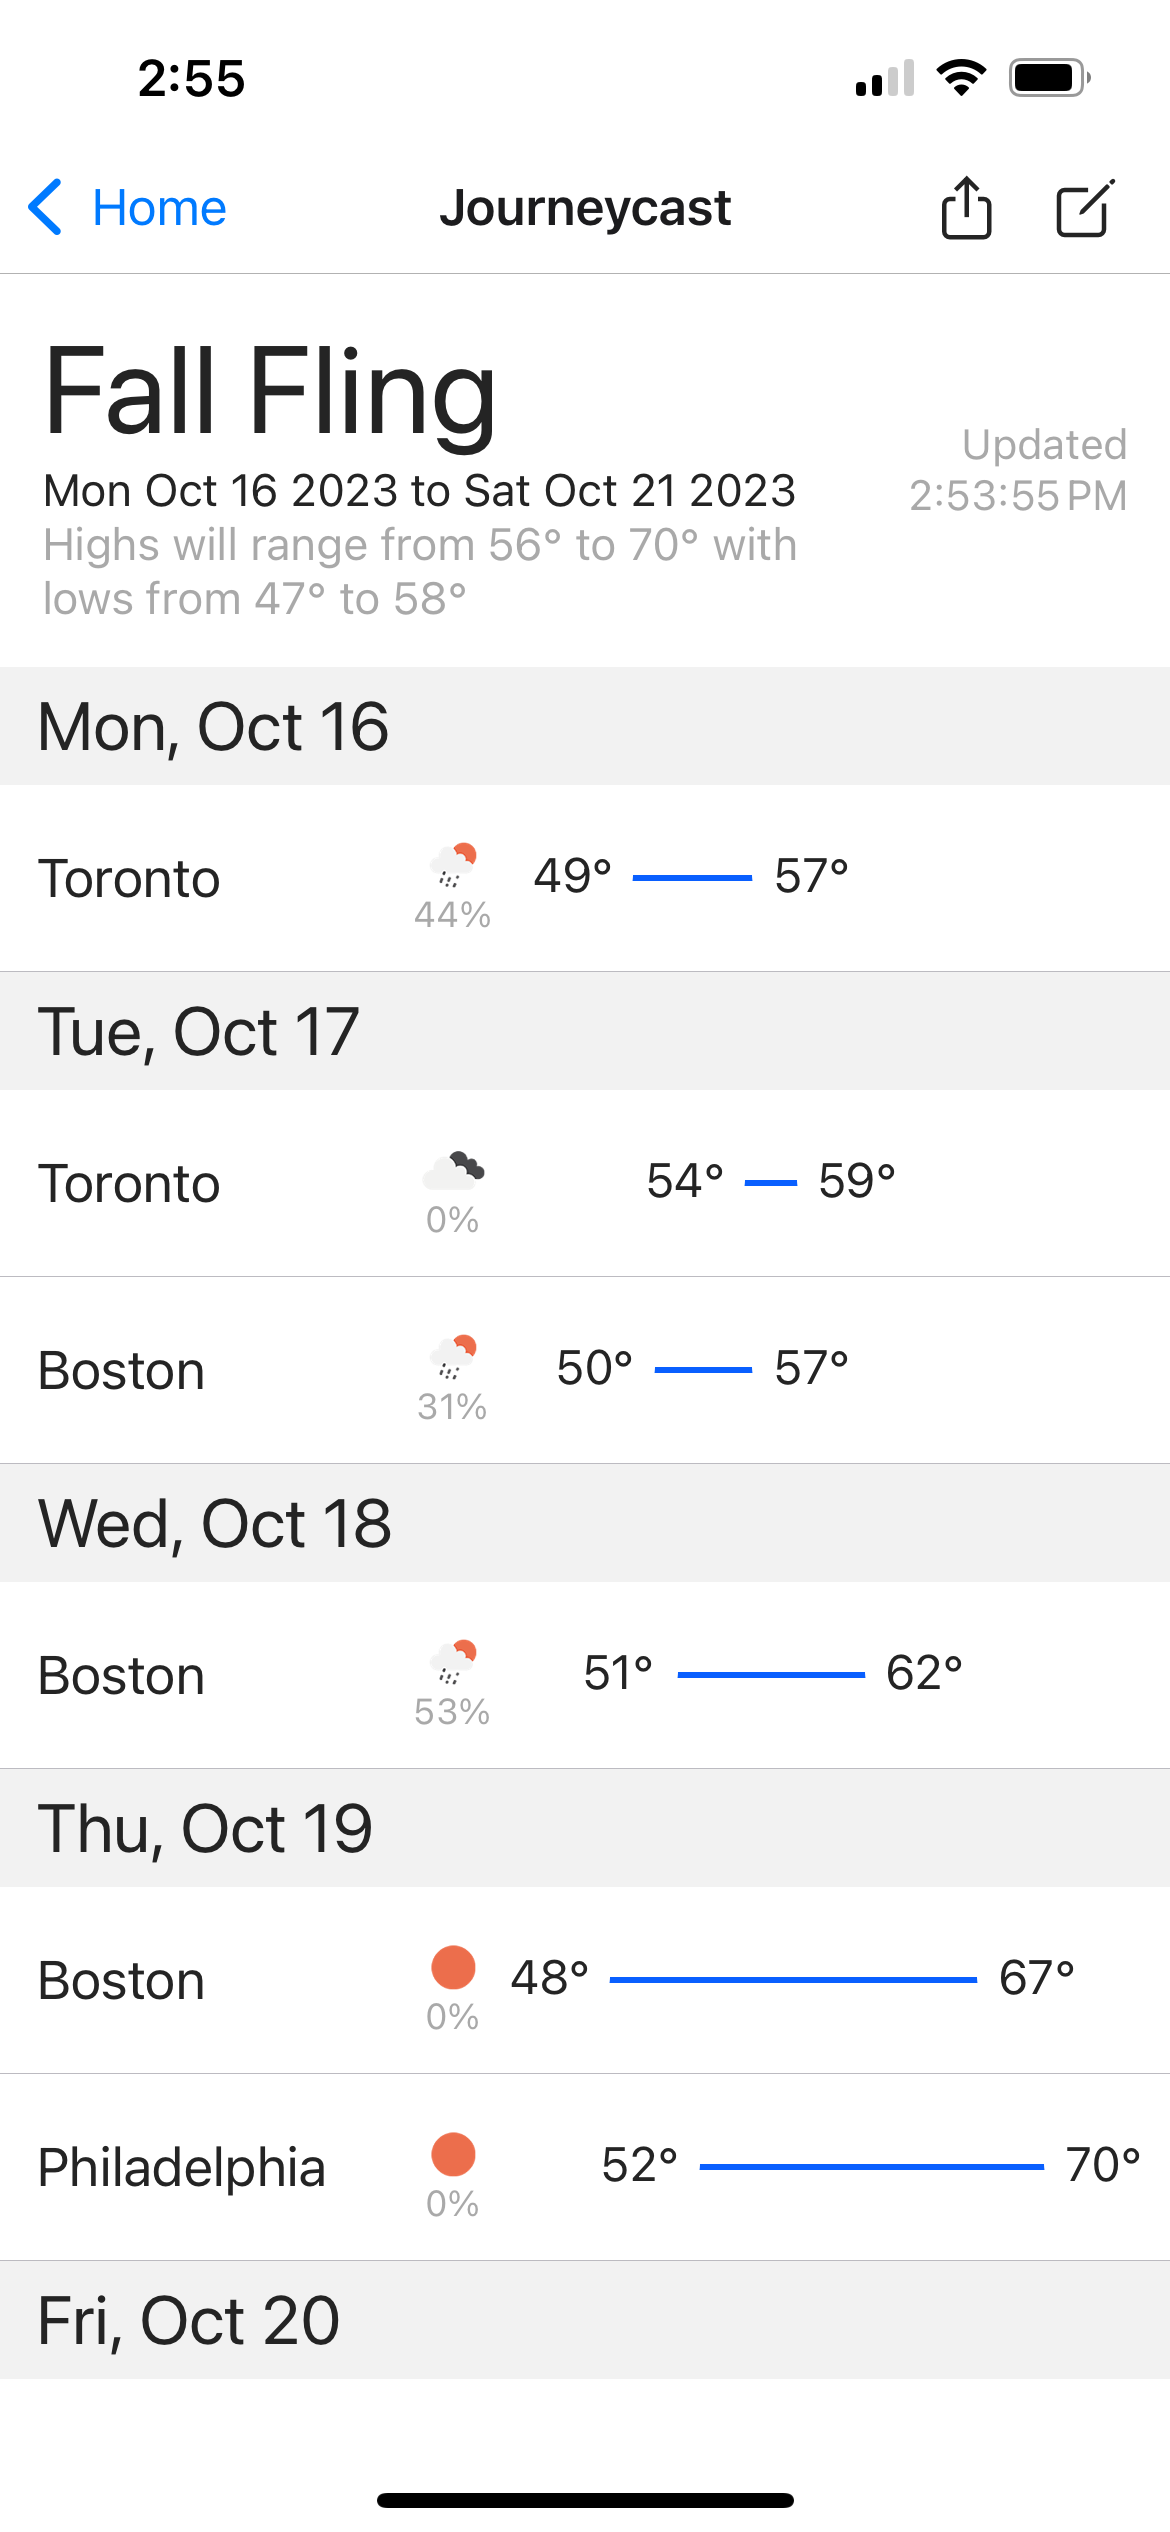 2:55
Home
Journeycast
Fall Fling
Updated
2:53:55 PM
Mon Oct 16 2023 to Sat Oct 21 2023
Highs will range from 56° to 70° with
lows from 47° to 58°
Mon, Oct 16
Toronto 44% 49° 57°
Tue, Oct 17
Toronto 0% 54° 59°
Boston 31% 50° 57°
Wed, Oct 18
Boston 53% 51° 62°
Thu, Oct 19
Boston 0% 48° 67°
Philadelphia 0% 52° 70°
Fri, Oct 20